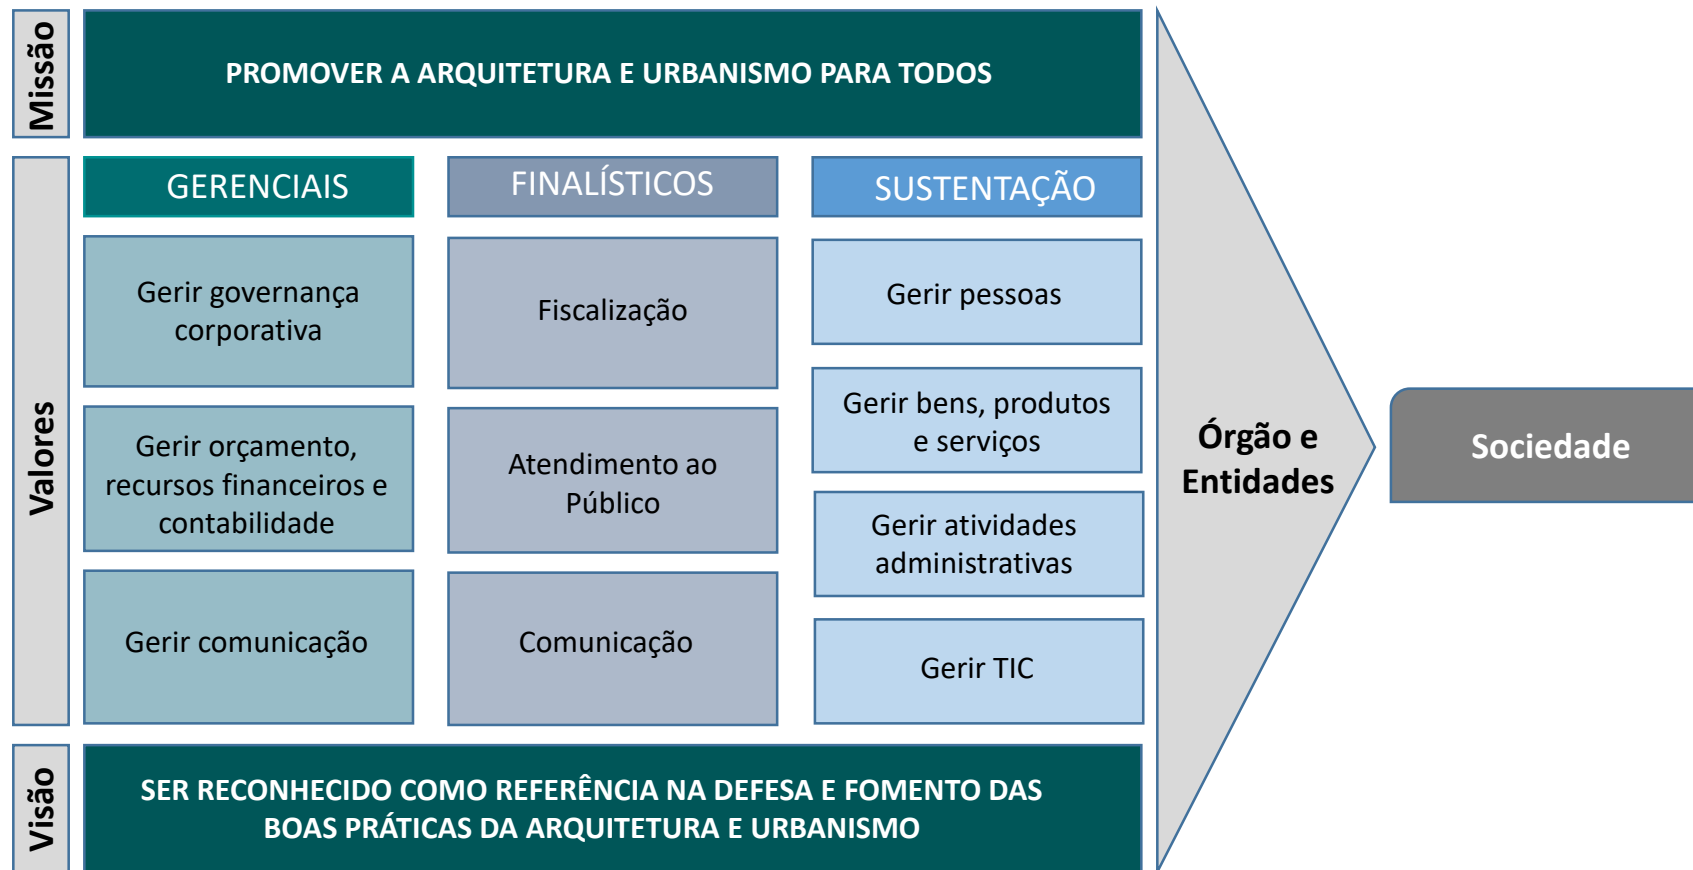 Missão
PROMOVER A ARQUITETURA E URBANISMO PARA TODOS
Valores
GERENCIAIS
Gerir governança
corporativa
Gerir orçamento,
recursos financeiros e
contabilidade
Gerir comunicação
FINALÍSTICOS
Fiscalização
Atendimento ao
Público
Comunicação
SUSTENTAÇÃO
Gerir pessoas
Gerir bens, produtos
e serviços
Gerir atividades
administrativas
Gerir TIC
Visão
SER RECONHECIDO COMO REFERÊNCIA NA DEFESA E FOMENTO DAS
BOAS PRÁTICAS DA ARQUITETURA E URBANISMO
Órgão e
Entidades
Sociedade